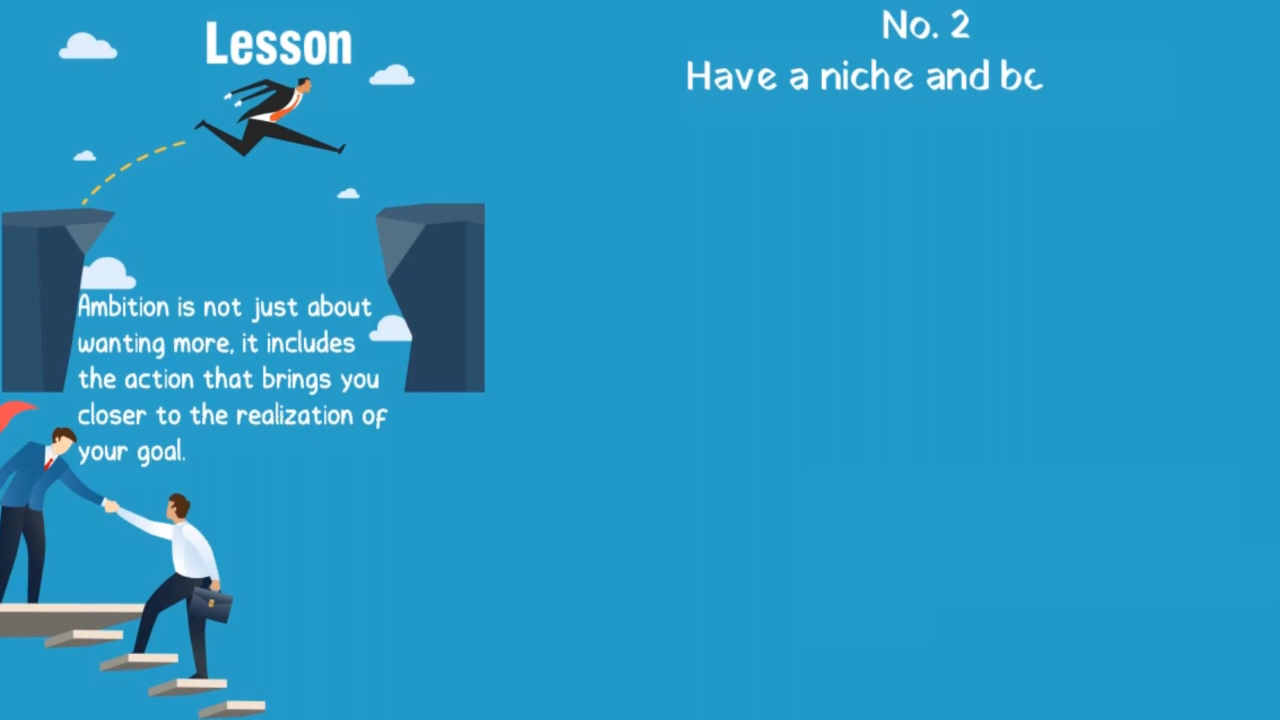 Lesson
Ambition is not just about
wanting more, it includes
the action that brings you
closer to the realization of
your goal.
No. 2
Have a niche and